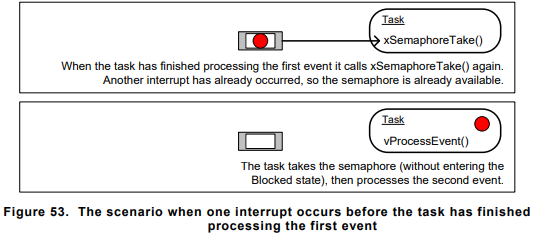 Task
xSemaphoreTake()
When the task has finished processing the first event it calls xSemaphoreTake() again.
Another interrupt has already occurred, so the semaphore is already available.
Task
vProcessEvent()
The task takes the semaphore (without entering the
Blocked state), then processes the second event.
Figure 53. The scenario when one interrupt occurs before the task has finished
processing the first event